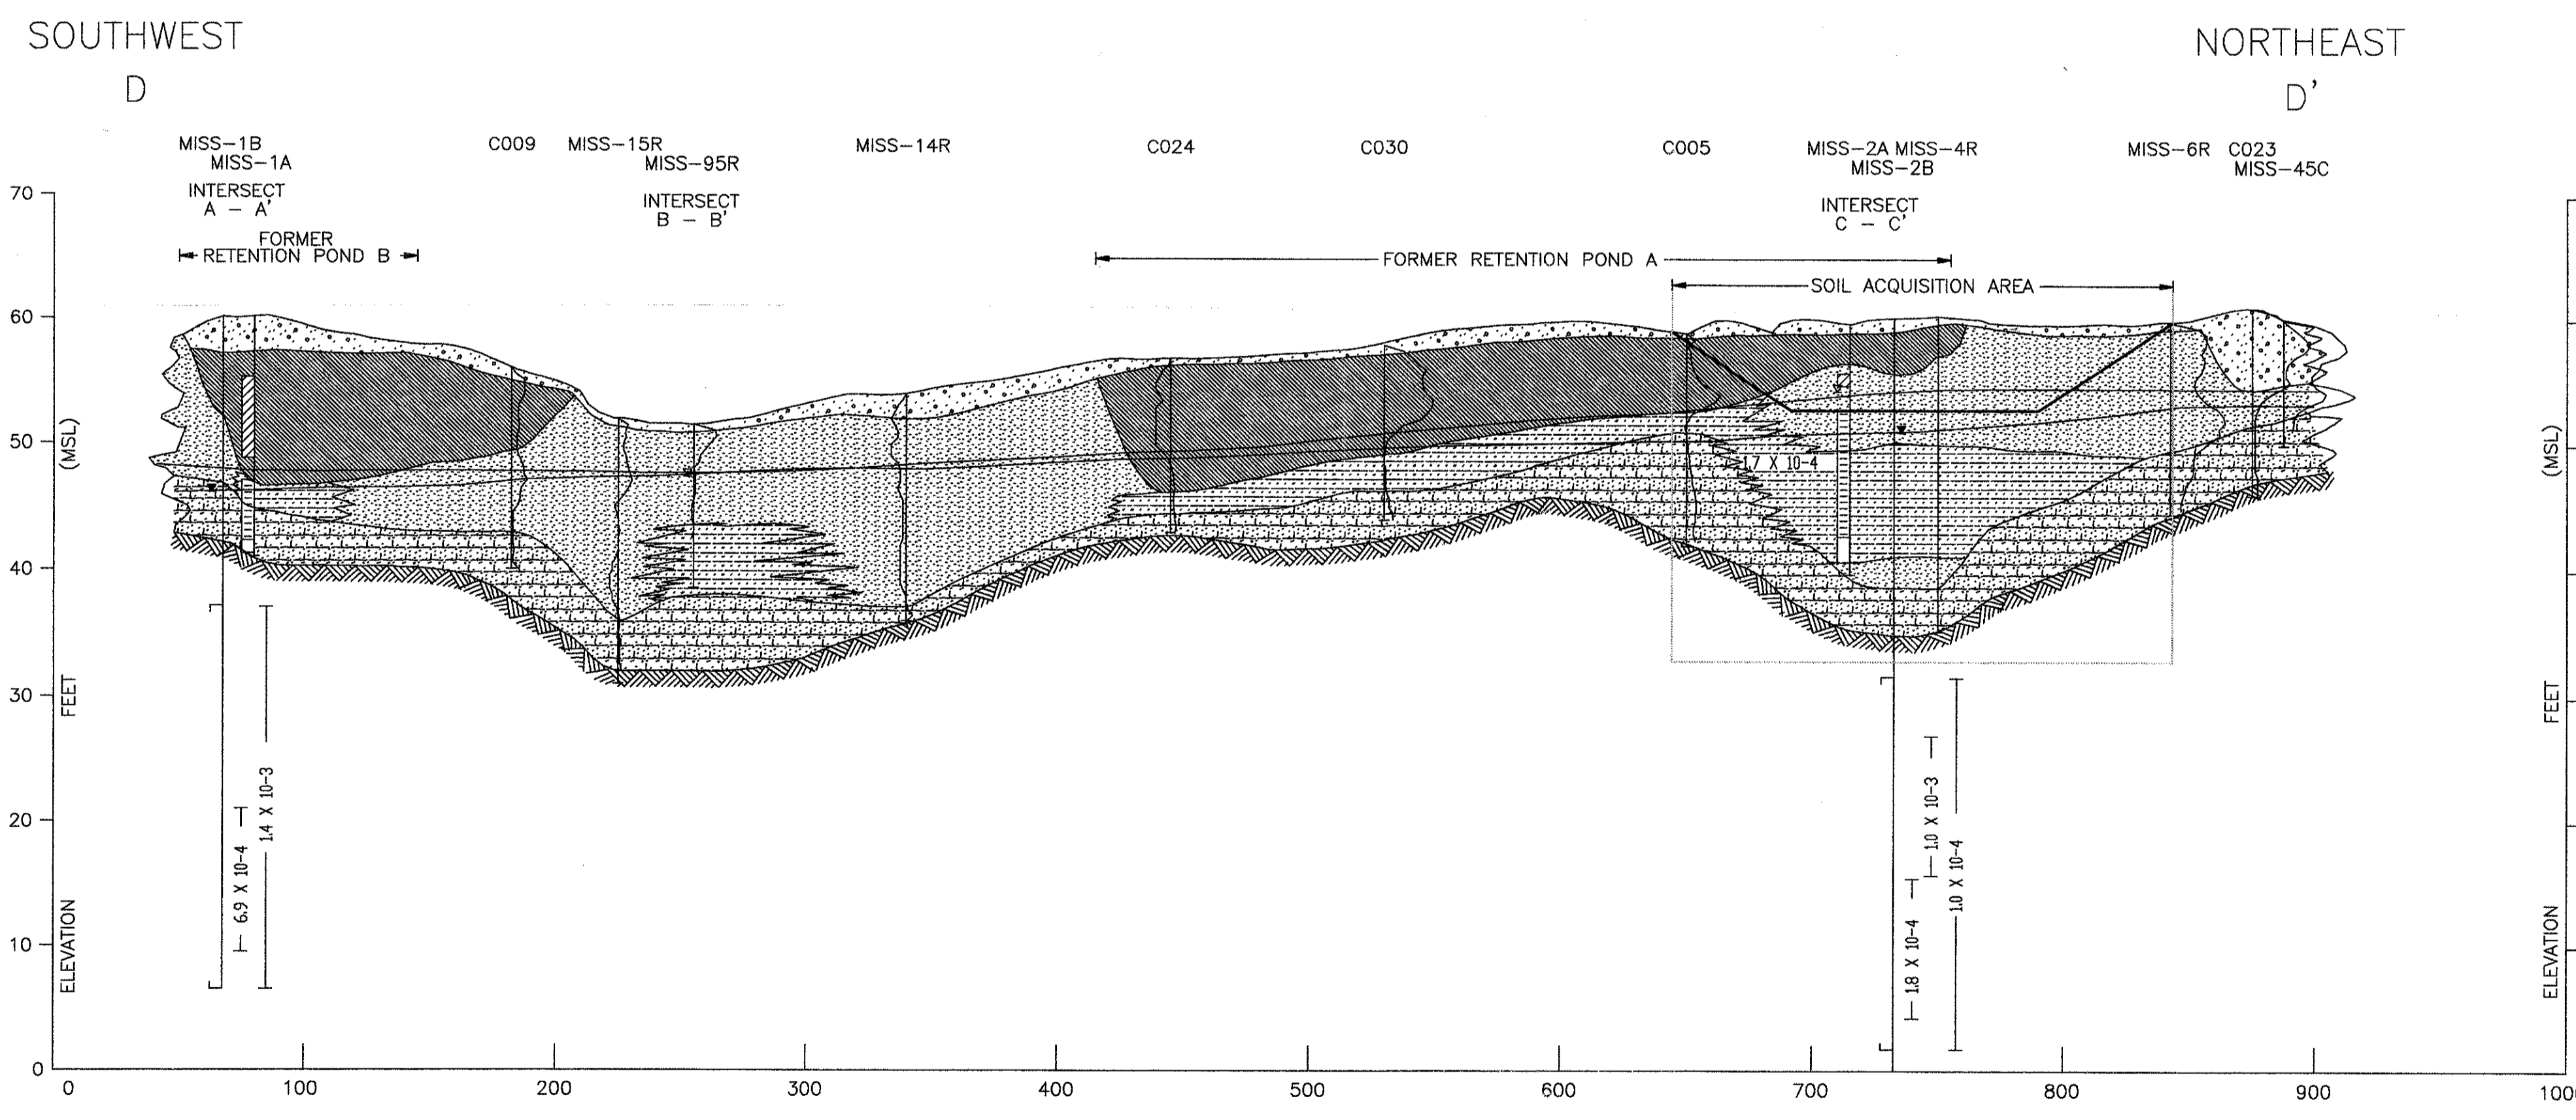 SOUTHWEST
NORTHEAST
D
D'
MISS-1B
MISS-1A
C009
MISS-15R
MISS-95R
MISS-14R
C024
C030
C005
MISS-2A MISS-4R
MISS-2B
MISS-6R
C023
MISS-45C
INTERSECT
A - A'
INTERSECT
B - B'
INTERSECT
C - C'
FORMER
RETENTION POND B
FORMER RETENTION POND A
SOIL ACQUISITION AREA
70
60
50
40
30
20
10
0
(MSL)
FEET
ELEVATION
(MSL)
FEET
ELEVATION
1.7 X 10-4
6.9 X 10-4
1.4 X 10-3
1.8 X 10-4
1.0 X 10-3
1.0 X 10-4
0
100
200
300
400
500
600
700
800
900